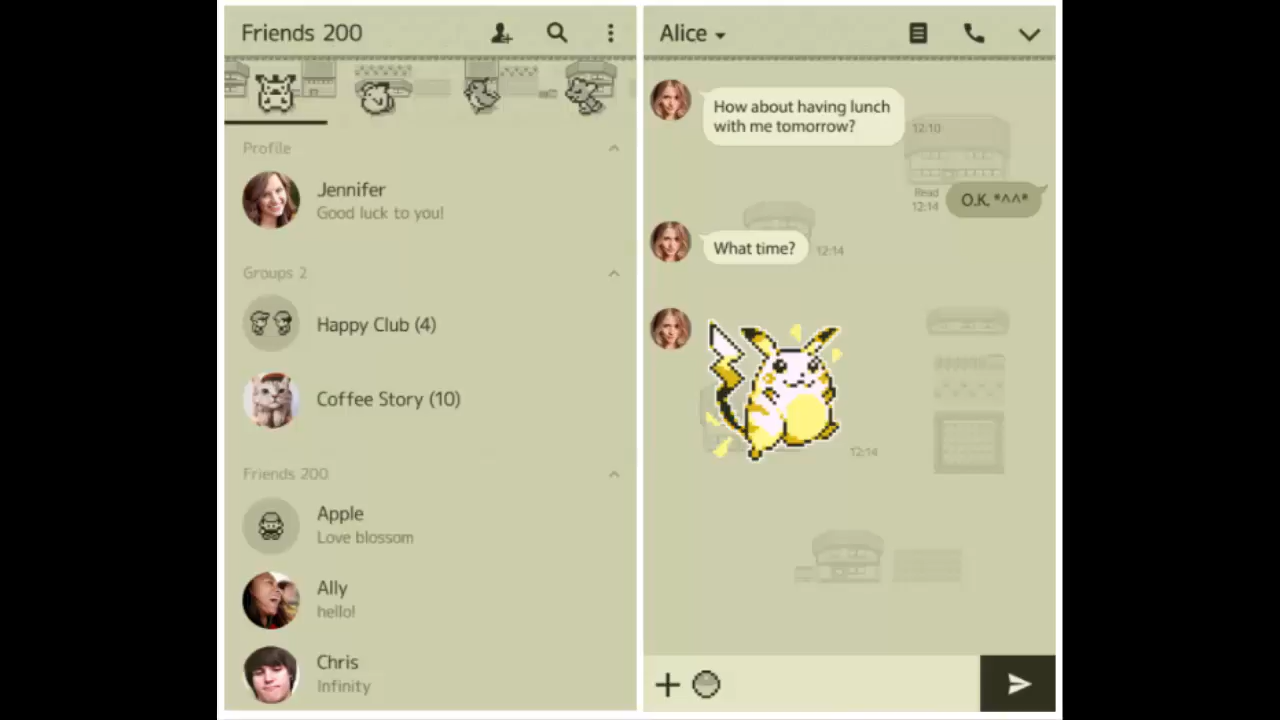 Friends 200
Profile
Jennifer
Good luck to you!
Groups 2
Happy Club (4)
Coffee Story (10)
Friends 200
Apple
Love blossom
Ally
hello!
Chris
Infinity
Alice
How about having lunch
with me tomorrow?
12:10
Read
12:14
O.K. *^^*
What time?
12:14
12:14